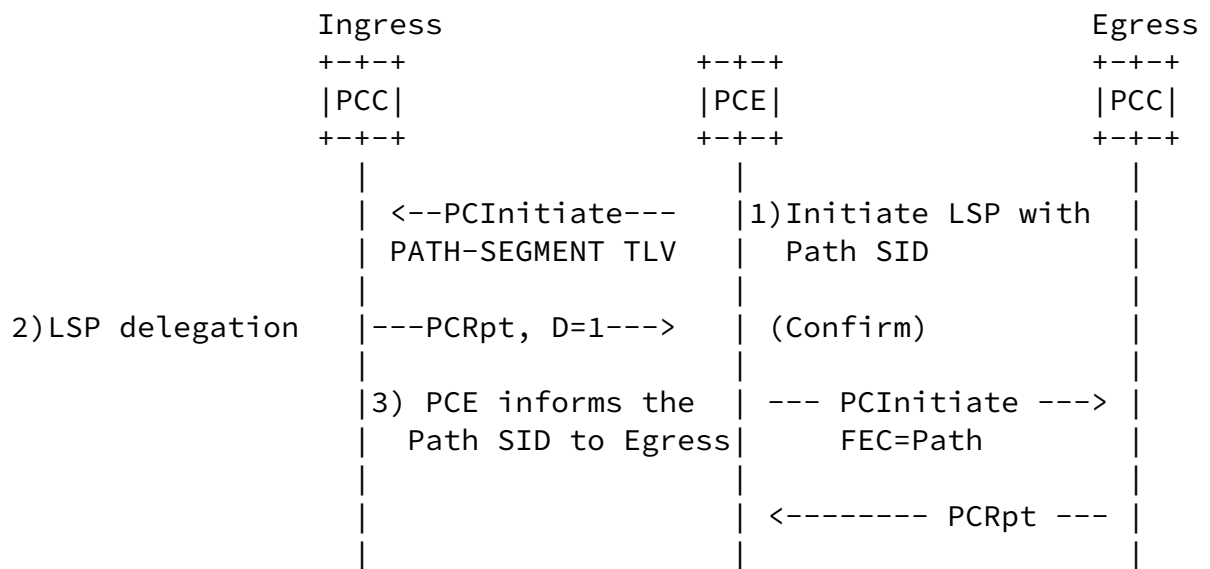 Ingress                                  Egress
+-+-+                +-+-+                +-+-+
|PCC|                |PCE|                |PCC|
+-+-+                +-+-+                +-+-+
|                    |                    |
| <--PCInitiate---   |1)Initiate LSP with |
| PATH-SEGMENT TLV   |  Path SID          |
|                    |                    |
2)LSP delegation   |---PCRpt, D=1--->   | (Confirm)          |
|                    |                    |
|3) PCE informs the  | --- PCInitiate --->|
|  Path SID to Egress|     FEC=Path       |
|                    |                    |
| | <-------- PCRpt --- |
|                    |                    |